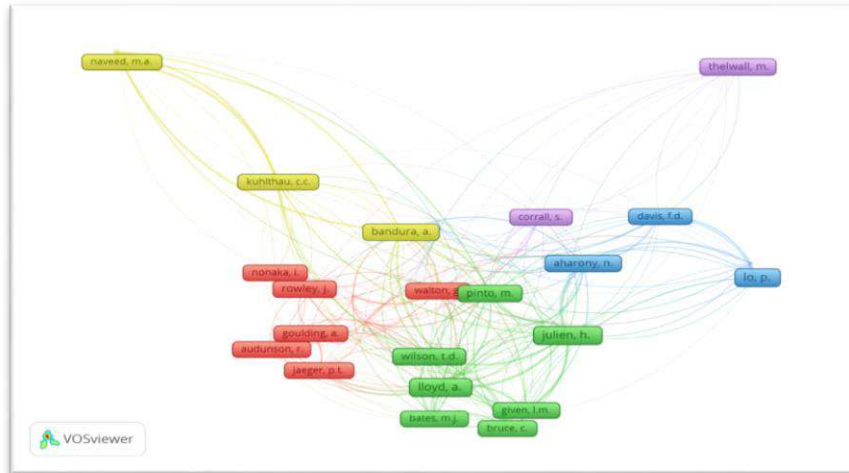 naveed, m.a.
thelwall, m.
kuhlthau, c.c.
corrall, s.
davis, f.d.
bandura, a.
aharony, n.
nonaka, i.
lo, p.
rowley, j.
walton, g
pinto, m.
goulding, a.
julien, h.
audunson, r.
wilson, t.d.
jaeger, p.t.
lloyd, a.
given, l.m.
bates, m.j.
bruce, c.
VOSviewer